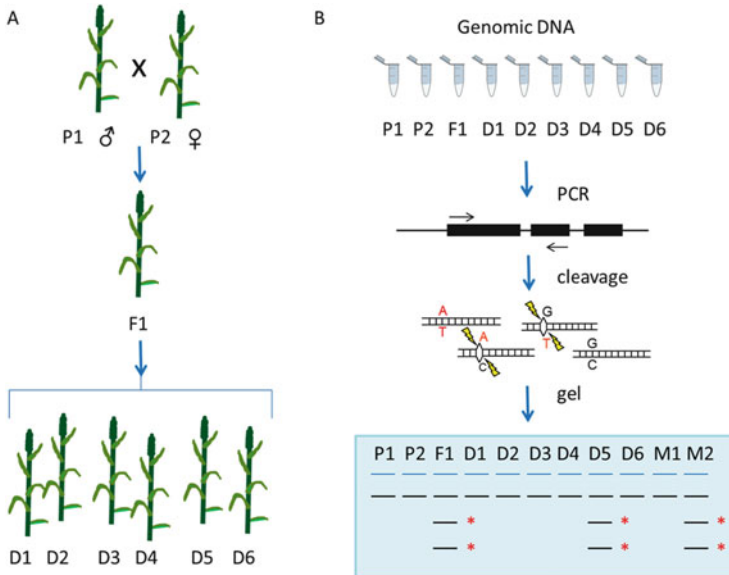 A
X
P1 ♂ P2 ♀
F1
D1 D2 D3 D4 D5 D6
B
Genomic DNA
P1 P2 F1 D1 D2 D3 D4 D5 D6
PCR
cleavage
A
T
A
C
G
T
G
C
gel
P1 P2 F1 D1 D2 D3 D4 D5 D6 M1 M2
* * *
* * *